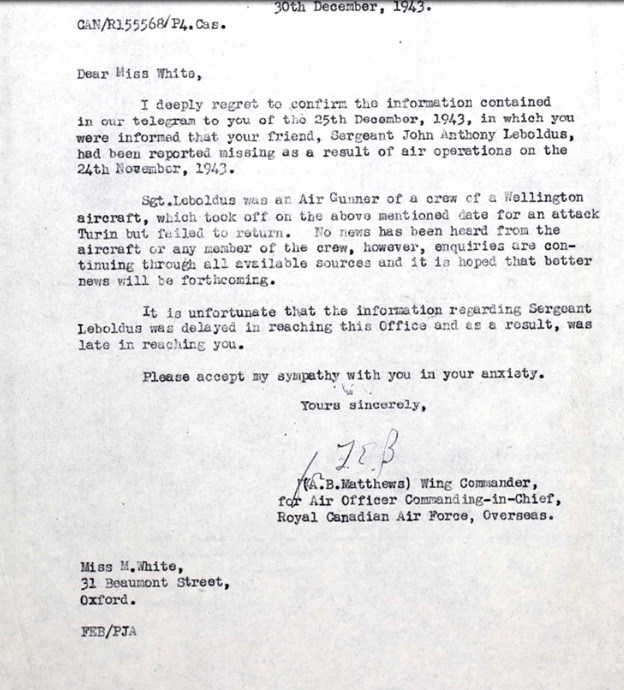 30th December, 1943.
CAN/R155568/P4.Cas.
Dear Miss White,
I deeply regret to confirm the information contained
in our telegram to you of the 25th December, 1943, in which you
were informed that your friend, Sergeant John Anthony Leboldus,
had been reported missing as a result of air operations on the
24th November, 1943.
Sgt.Leboldus was an Air Gunner of a crew of a Wellington
aircraft, which took off on the above mentioned date for an attack
Turin but failed to return. No news has been heard from the
aircraft or any member of the crew, however, enquiries are con-
tinuing through all available sources and it is hoped that better
news will be forthcoming.
It is unfortunate that the information regarding Sergeant
Leboldus was delayed in reaching this Office and as a result, was
late in reaching you.
Please accept my sympathy with you in your anxiety.
Yours sincerely,
(A.B.Matthews) Wing Commander,
for Air Officer Commanding-in-Chief,
Royal Canadian Air Force, Overseas.
Miss M.White,
31 Beaumont Street,
Oxford.
FEB/PJA